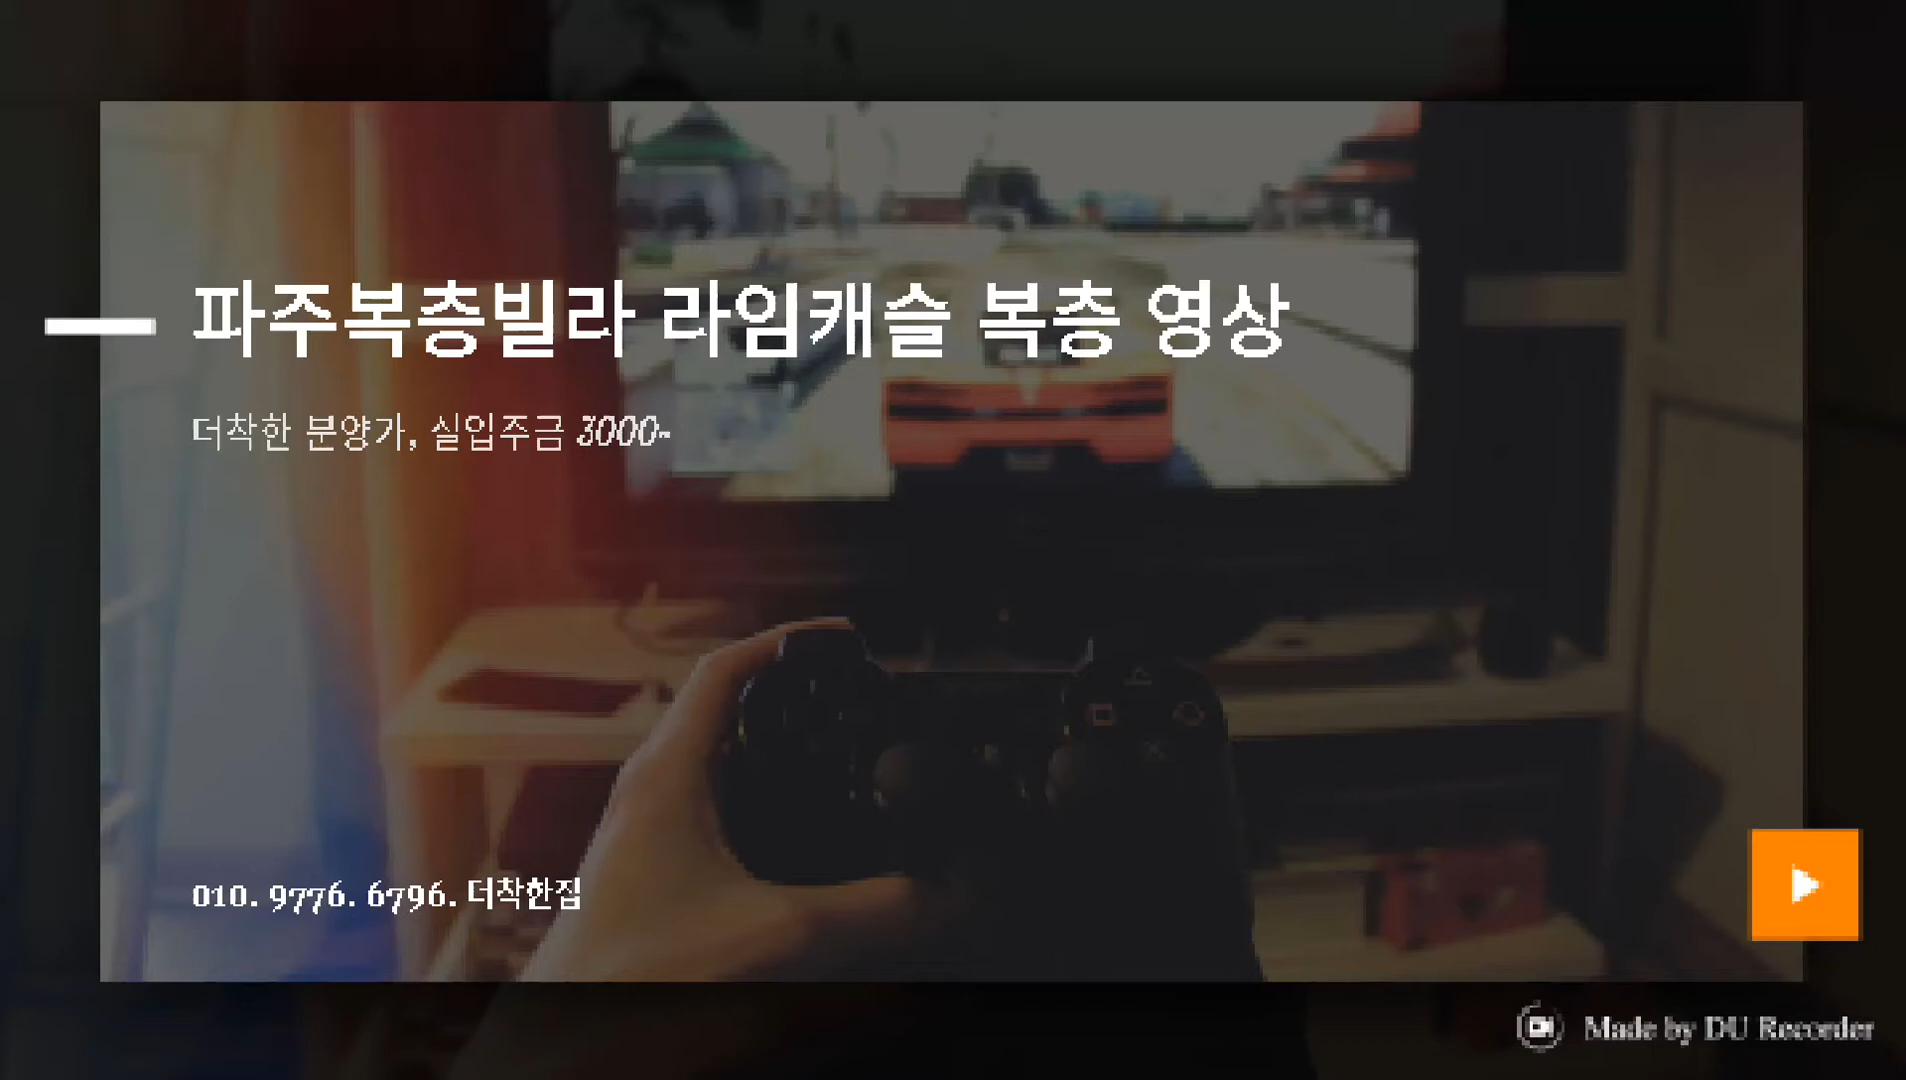 파주복층빌라 라임캐슬 복층 영상
더착한 분양가, 실입주금 3000~
010. 9776. 6796. 더착한집
Made by DU Recorder